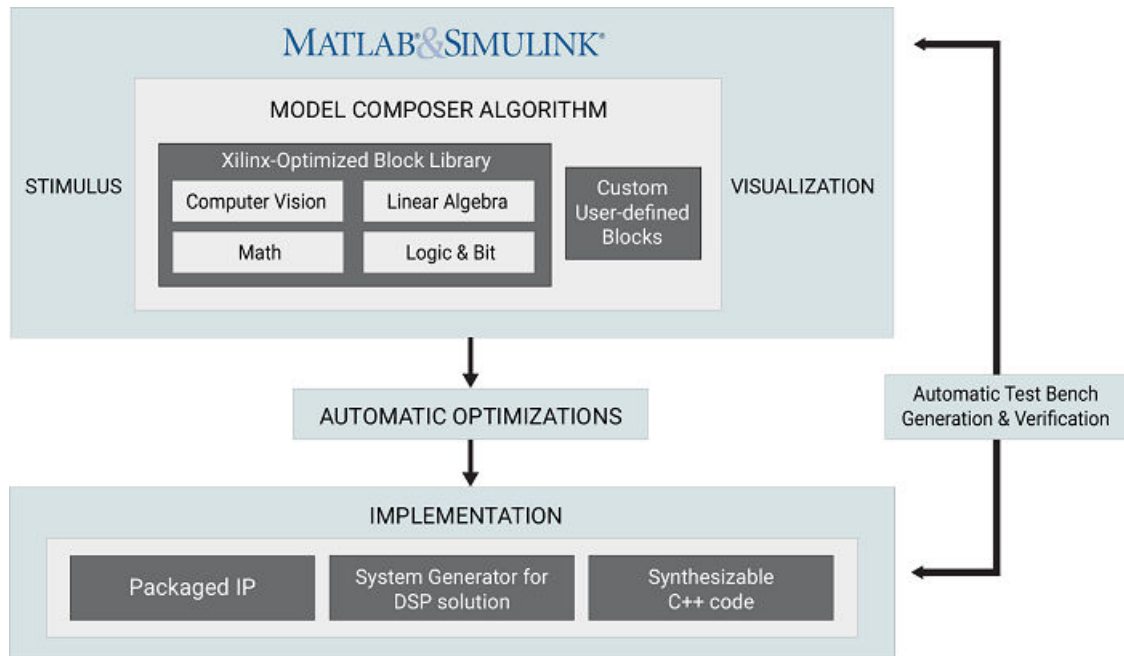 MATLAB®&SIMULINK®
MODEL COMPOSER ALGORITHM
Xilinx-Optimized Block Library
STIMULUS
Computer Vision
Linear Algebra
Math
Logic & Bit
Custom
User-defined
Blocks
VISUALIZATION
AUTOMATIC OPTIMIZATIONS
Automatic Test Bench
Generation & Verification
IMPLEMENTATION
Packaged IP
System Generator for
DSP solution
Synthesizable
C++ code